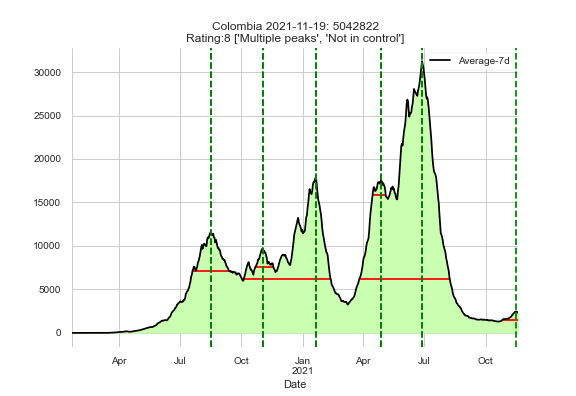 Colombia 2021-11-19: 5042822
Rating:8 ['Multiple peaks', 'Not in control']
Average-7d
30000
25000
20000
15000
10000
5000
0
Apr Jul Oct Jan Apr Jul Oct
2021
Date